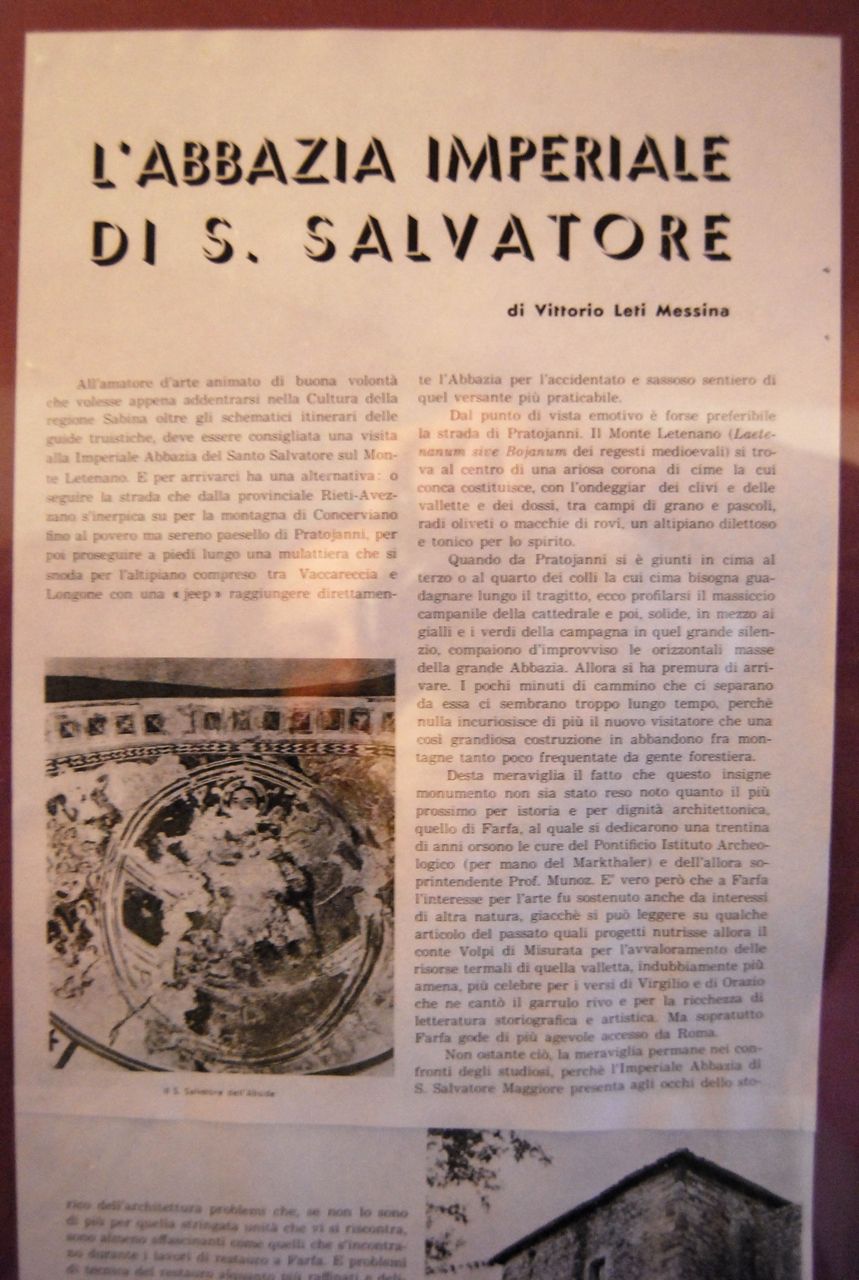 L'ABBAZIA IMPERIALE
DI S. SALVATORE
di Vittorio Leti Messina
All'amatore d'arte animato di buona volontà
che volesse appena addentrarsi nella Cultura della
regione Sabina oltre gli schematici itinerari delle
guide truistiche, deve essere consigliata una visita
alla Imperiale Abbazia del Santo Salvatore sul Mon-
te Letenano. E per arrivarci ha una alternativa: o
seguire la strada che dalla provinciale Rieti-Avez-
zano s'inerpica su per la montagna di Concerviano
fino al povero ma sereno paesello di Pratojanni, per
poi proseguire a piedi lungo una mulattiera che si
snoda per l'altipiano compreso tra Vaccareccia e
Longone con una « jeep » raggiungere direttamen-
te l'Abbazia per l'accidentato e sassoso sentiero di
quel versante più praticabile.
Dal punto di vista emotivo è forse preferibile
la strada di Pratojanni. Il Monte Letenano (Laete-
nanum sive Bojanum dei regesti medioevali) si tro-
va al centro di una ariosa corona di cime la cui
conca costituisce, con l'ondeggiar dei clivi e delle
vallette e dei dossi, tra campi di grano e pascoli,
radi oliveti o macchie di rovi, un altipiano dilettoso
e tonico per lo spirito.
Quando da Pratojanni si è giunti in cima al
terzo o al quarto dei colli la cui cima bisogna gua-
dagnare lungo il tragitto, ecco profilarsi il massiccio
campanile della cattedrale e poi, solide, in mezzo ai
gialli e i verdi della campagna in quel grande silen-
zio, compaiono d'improvviso le orizzontali masse
della grande Abbazia. Allora si ha premura di arri-
vare. I pochi minuti di cammino che ci separano
da essa ci sembrano troppo lungo tempo, perchè
nulla incuriosisce di più il nuovo visitatore che una
così grandiosa costruzione in abbandono fra mon-
tagne tanto poco frequentate da gente forestiera.
Desta meraviglia il fatto che questo insigne
monumento non sia stato reso noto quanto il più
prossimo per istoria e per dignità architettonica,
quello di Farfa, al quale si dedicarono una trentina
di anni orsono le cure del Pontificio Istituto Archeo-
logico (per mano del Markthaler) e dell'allora so-
printendente Prof. Munoz. E' vero però che a Farfa
l'interesse per l'arte fu sostenuto anche da interessi
di altra natura, giacchè si può leggere su qualche
articolo del passato quali progetti nutrisse allora il
conte Volpi di Misurata per l'avvaloramento delle
risorse termali di quella valletta, indubbiamente più
amena, più celebre per i versi di Virgilio e di Orazio
che ne cantò il garrulo rivo e per la ricchezza di
letteratura storiografica e artistica. Ma sopratutto
Farfa gode di più agevole accesso da Roma.
Non ostante ciò, la meraviglia permane nei con-
fronti degli studiosi, perchè l'Imperiale Abbazia di
S. Salvatore Maggiore presenta agli occhi dello sto-
Il S. Salvatore dell'Abside
rico dell'architettura problemi che, se non lo sono
di più per quella stringata unità che vi si riscontra,
sono almeno affascinanti come quelli che s'incontra-
no durante i lavori di restauro a Farfa. E problemi
di tecnica del restauro più raffinati e deli-